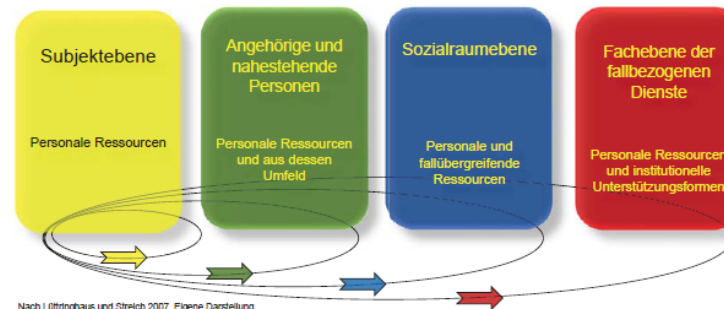 Subjektebene
Personale Ressourcen
Angehörige und
nahestehende
Personen
Personale Ressourcen
und aus dessen
Umfeld
Sozialraumebene
Personale und
fallübergreifende
Ressourcen
Fachebene der
fallbezogenen
Dienste
Personale Ressourcen
und institutionelle
Unterstützungsformen
Nach Lüttringhaus und Streich 2007, Eigene Darstellung